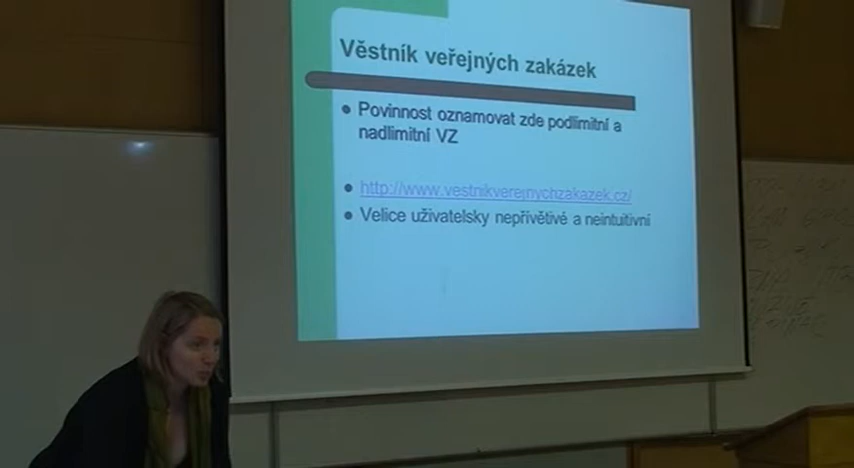 Věstník veřejných zakázek
Povinnost oznamovat zde podlimitní a
nadlimitní VZ
http://www.vestnikverejnychzakazek.cz/
Velice uživatelsky nepřívětivé a neintuitivní